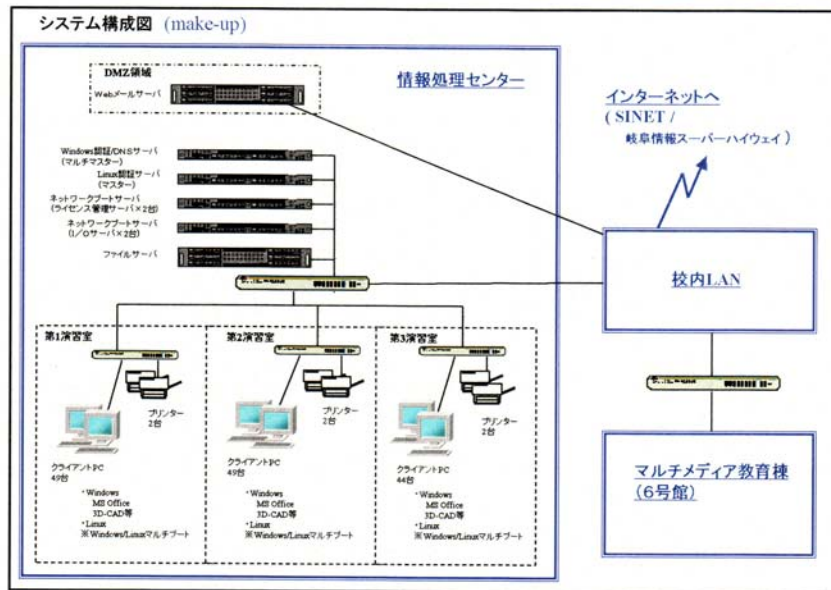 システム構成図 (make-up)
DMZ領域
Webメールサーバ
情報処理センター
Windows認証/DNSサーバ
(マルチマスター)
Linux認証サーバ
(マスター)
ネットワークブートサーバ
(ライセンス管理サーバ×2台)
ネットワークブートサーバ
(I/Oサーバ×2台)
ファイルサーバ
インターネットへ
( SINET /
岐阜情報スーパーハイウェイ )
校内LAN
マルチメディア教育棟
(6号館)
第1演習室
プリンター
2台
クライアントPC
49台
・Windows
MS Office
3D-CAD等
・Linux
※Windows/Linuxマルチブート
第2演習室
プリンター
2台
クライアントPC
49台
・Windows
MS Office
3D-CAD等
・Linux
※Windows/Linuxマルチブート
第3演習室
プリンター
2台
クライアントPC
44台
・Windows
MS Office
3D-CAD等
・Linux
※Windows/Linuxマルチブート